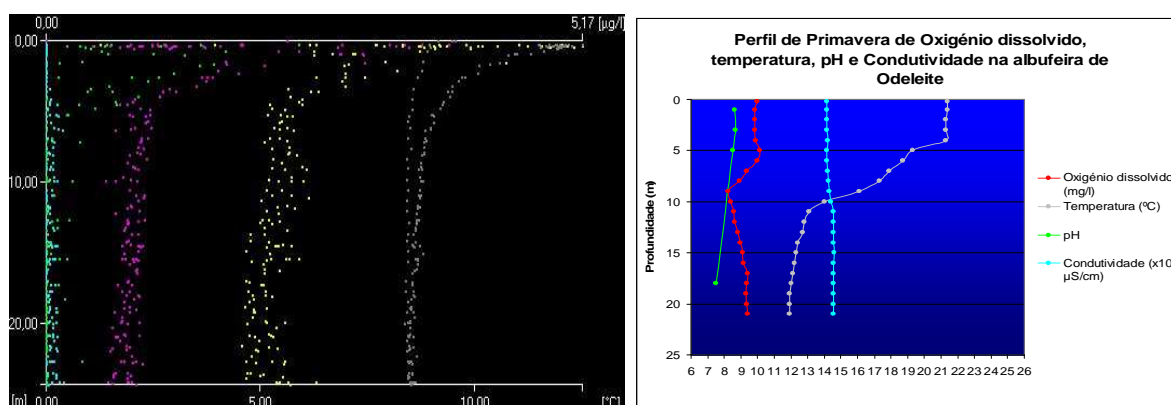 0,00
5,17 [µg/l]
0,00
10,00
20,00
[m]
0.00
5.00
10.00
[°C]
Perfil de Primavera de Oxigénio dissolvido,
temperatura, pH e Condutividade na albufeira de
Odeleite
Profundidade (m)
0
5
10
15
20
25
6 7 8 9 10 11 12 13 14 15 16 17 18 19 20 21 22 23 24 25 26
Oxigénio dissolvido
(mg/l)
Temperatura (ºC)
pH
Condutividade (x10
µS/cm)